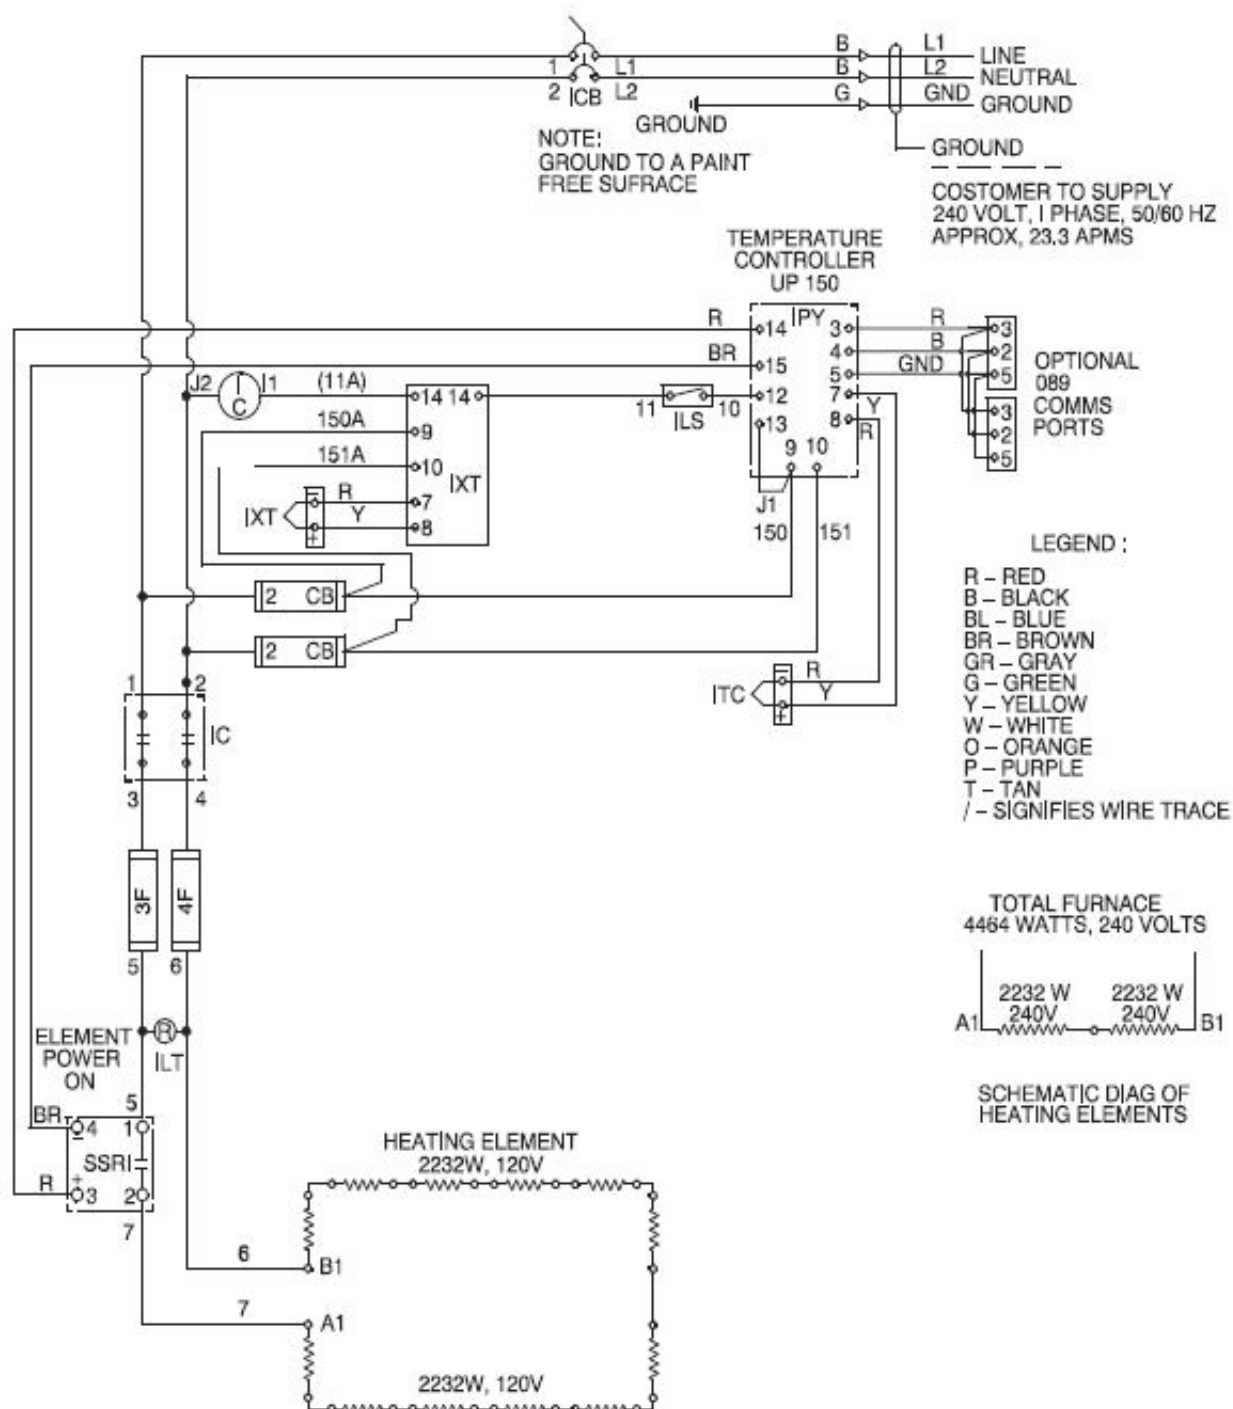 B
L1
LINE
1
L1
B
L2
NEUTRAL
2
ICB
L2
G
GND
GROUND
GROUND
NOTE:
GROUND TO A PAINT
FREE SUFRACE
GROUND
COSTOMER TO SUPPLY
240 VOLT, I PHASE, 50/60 HZ
APPROX, 23.3 APMS
TEMPERATURE
CONTROLLER
UP 150
R
14
IPY
3
R
3
BR
15
4
B
2
5
GND
5
OPTIONAL
089
COMMS
PORTS
3
2
5
J2
I
C
I1
(11A)
14 14
11
ILS
10
12
7
Y
13
8
R
9 10
J1
150
151
150A
9
151A
10
IXT
IXT
–
R
7
Y
8
+
LEGEND :
R – RED
B – BLACK
BL – BLUE
BR – BROWN
GR – GRAY
G – GREEN
Y – YELLOW
W – WHITE
O – ORANGE
P – PURPLE
T – TAN
/ – SIGNIFIES WIRE TRACE
2 CB
2 CB
ITC
–
R
Y
+
1
2
IC
3
4
3F
4F
5
6
TOTAL FURNACE
4464 WATTS, 240 VOLTS
2232 W
240V
2232 W
240V
A1
B1
SCHEMATIC DIAG OF
HEATING ELEMENTS
ELEMENT
POWER
ON
R
ILT
5
BR
4
1
–
SSRI
+
R
3
2
7
HEATING ELEMENT
2232W, 120V
6
B1
7
A1
2232W, 120V